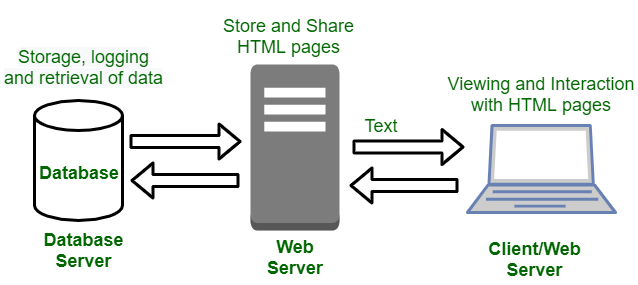 Storage, logging
and retrieval of data
Database
Database
Server
Store and Share
HTML pages
Web
Server
Text
Viewing and Interaction
with HTML pages
Client/Web
Server